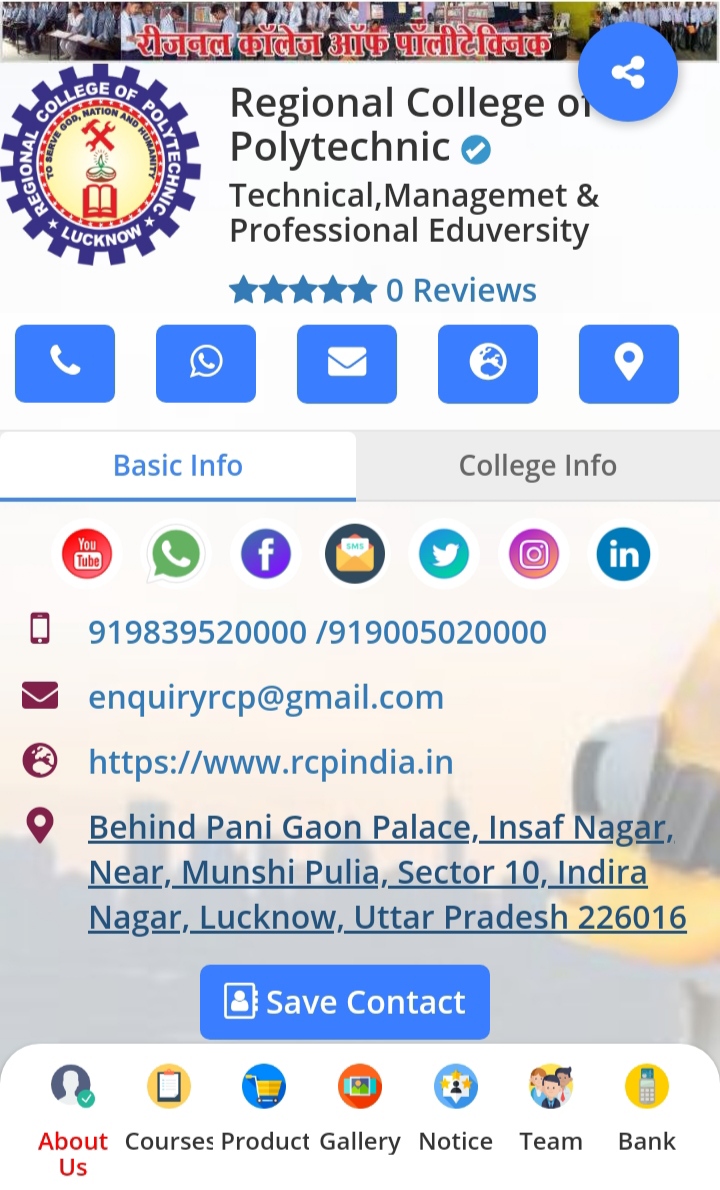 रीजनल कॉलेज ऑफ पॉलीटेक्निक
REGIONAL COLLEGE OF POLYTECHNIC
TO SERVE GOD, NATION AND HUMANITY
★ LUCKNOW ★
Regional College of
Polytechnic
Technical,Managemet &
Professional Eduversity
0 Reviews
Basic Info
College Info
You
Tube
SMS
919839520000 /919005020000
enquiryrcp@gmail.com
https://www.rcpindia.in
Behind Pani Gaon Palace, Insaf Nagar,
Near, Munshi Pulia, Sector 10, Indira
Nagar, Lucknow, Uttar Pradesh 226016
Save Contact
About
Us
Courses
Product
Gallery
Notice
Team
Bank